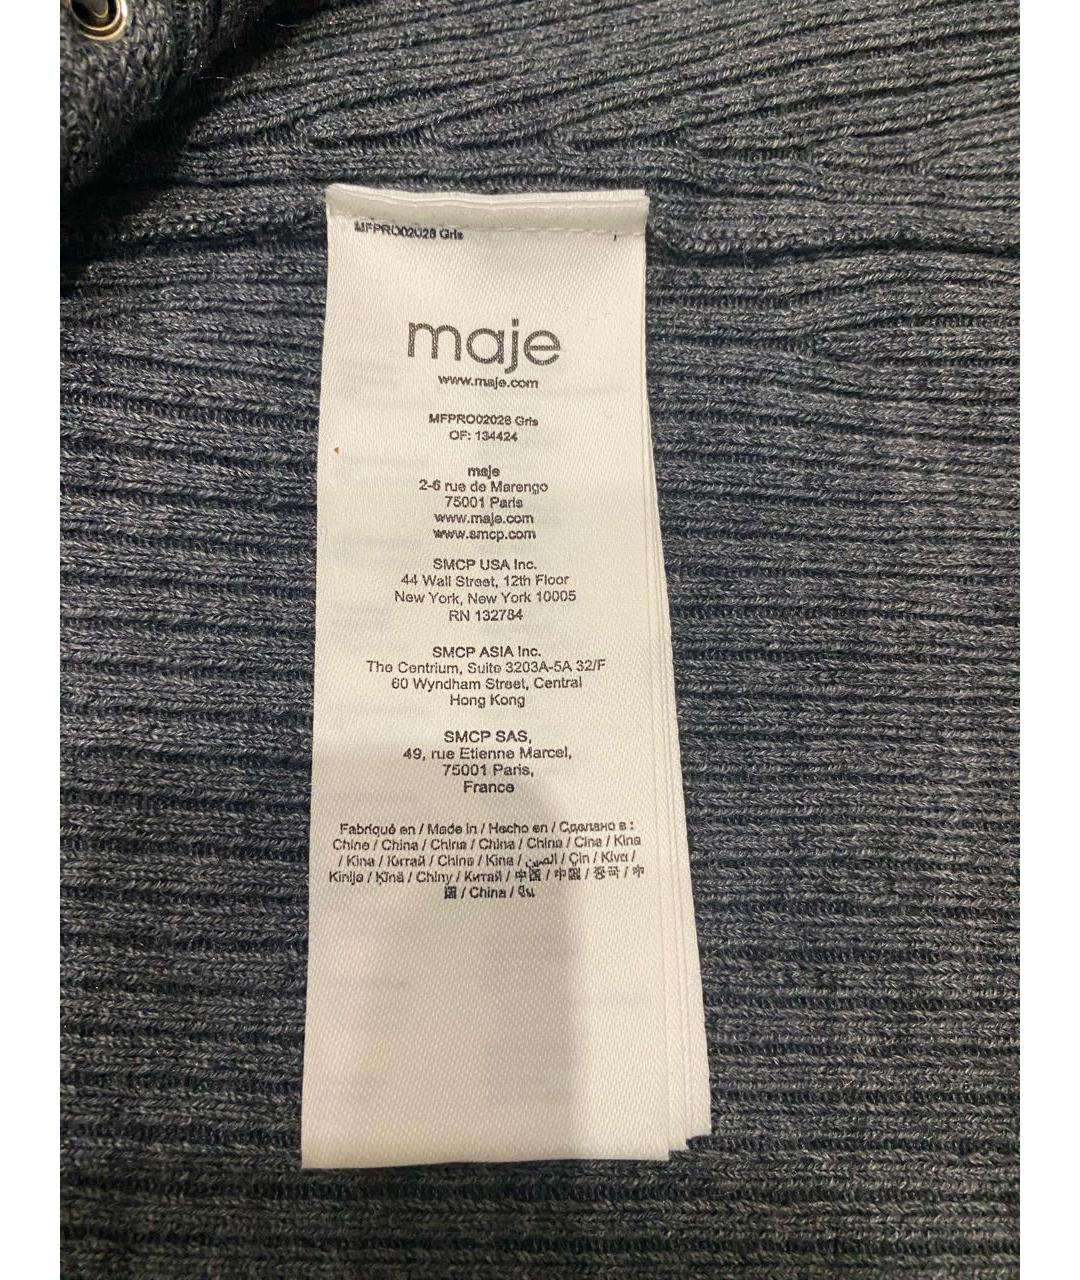 MFPRO02028 Gris
maje
www.maje.com
MFPRO02028 Gris
OF: 134424
maje
2-6 rue de Marengo
75001 Paris
www.maje.com
www.smcp.com
SMCP USA Inc.
44 Wall Street, 12th Floor
New York, New York 10005
RN 132784
SMCP ASIA Inc.
The Centrium, Suite 3203A-5A 32/F
60 Wyndham Street, Central
Hong Kong
SMCP SAS,
49, rue Etienne Marcel,
75001 Paris,
France
Fabriqué en / Made in / Hecho en / Сделано в :
Chine / China / China / China / China / Cina / Kina
/ Kina / Китай / China / Kina / الصين / Çin / Kiva /
Kinija / Ķīnā / Chiny / Китай / 中国 / 中國 / 중국 / 中
国 / China / จีน